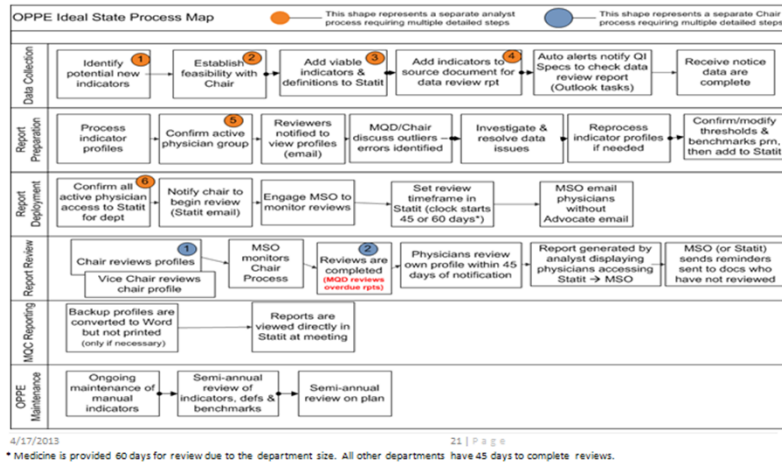 OPPE Ideal State Process Map
This shape represents a separate analyst
process requiring multiple detailed steps
This shape represents a separate Chair
process requiring multiple detailed steps
Data Collection
Identify
potential new
indicators
1
Establish
feasibility with
Chair
2
Add viable
indicators &
definitions to Statit
3
Add indicators to
source document for
data review rpt
4
Auto alerts notify QI
Specs to check data
review report
(Outlook tasks)
Receive notice
data are
complete
Report
Preparation
Process
indicator
profiles
Confirm active
physician group
5
Reviewers
notified to
view profiles
(email)
MQD/Chair
discuss outliers –
errors identified
Investigate &
resolve data
issues
Reprocess
indicator profiles
if needed
Confirm/modify
thresholds &
benchmarks prn,
then add to Statit
Report
Deployment
Confirm all
active physician
access to Statit
for dept
6
Notify chair to
begin review
(Statit email)
Engage MSO to
monitor reviews
Set review
timeframe in
Statit (clock starts
45 or 60 days*)
MSO email
physicians
without
Advocate email
Report Review
1
Chair reviews profiles
Vice Chair reviews
chair profile
MSO
monitors
Chair
Process
2
Reviews are
completed
(MQD reviews
overdue rpts)
Physicians review
own profile within 45
days of notification
Report generated by
analyst displaying
physicians accessing
Statit → MSO
MSO (or Statit)
sends reminders
sent to docs who
have not reviewed
MQC Reporting
Backup profiles are
converted to Word
but not printed
(only if necessary)
Reports are
viewed directly in
Statit at meeting
OPPE
Maintenance
Ongoing
maintenance of
manual
indicators
Semi-annual
review of
indicators, defs &
benchmarks
Semi-annual
review on plan
4/17/2013
21 | Page
* Medicine is provided 60 days for review due to the department size. All other departments have 45 days to complete reviews.